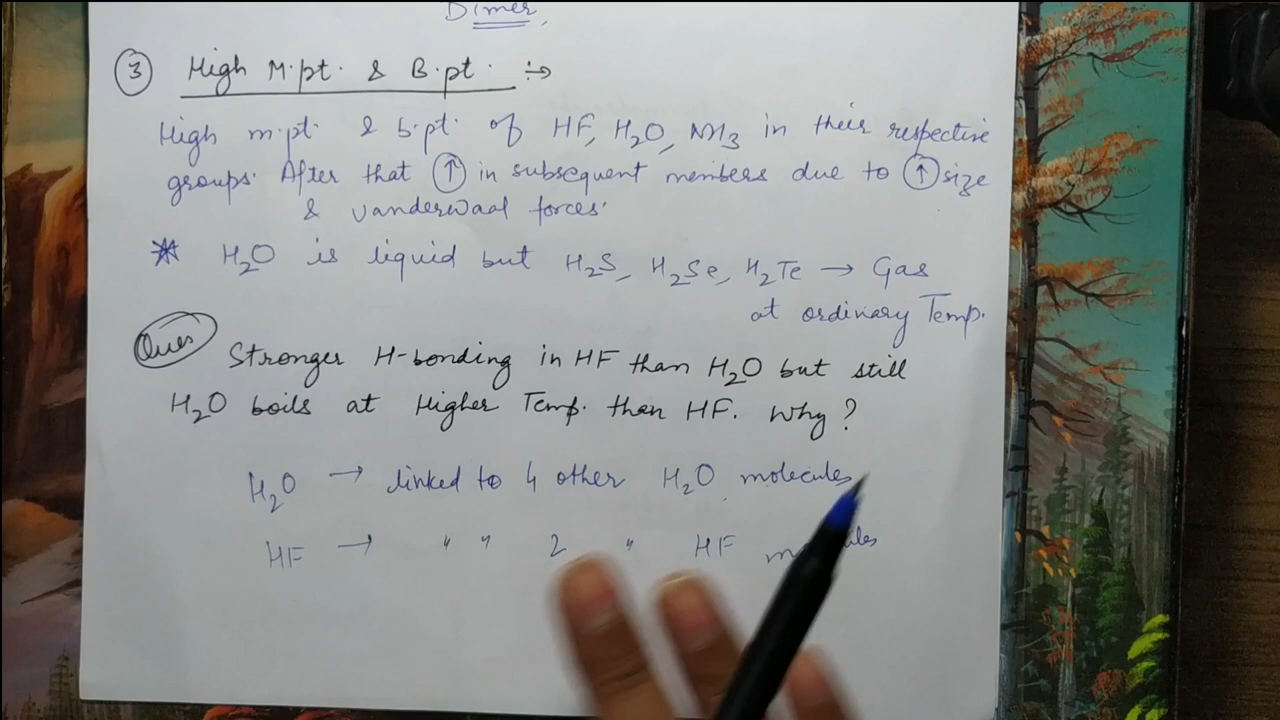 Dimer
③ High M.pt. & B.pt. :->
High m.pt. & b.pt. of HF, H₂O, NH₃ in their respective
groups. After that ↑ in subsequent members due to ↑ size
& vanderwaal forces.
* H₂O is liquid but H₂S, H₂Se, H₂Te → Gas
at ordinary Temp.
Ques Stronger H-bonding in HF than H₂O but still
H₂O boils at Higher Temp. than HF. Why?
H₂O → linked to 4 other H₂O molecules
HF → " " 2 " HF